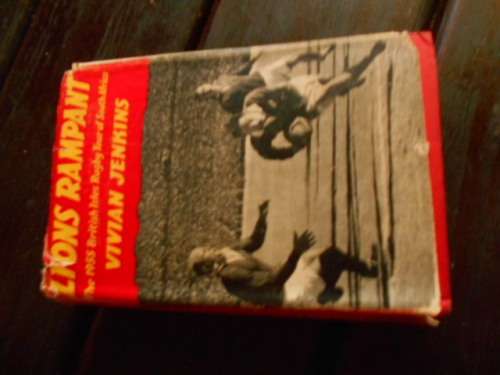 LIONS RAMPANT
The 1955 British Isles Rugby Tour of South Africa
VIVIAN JENKINS